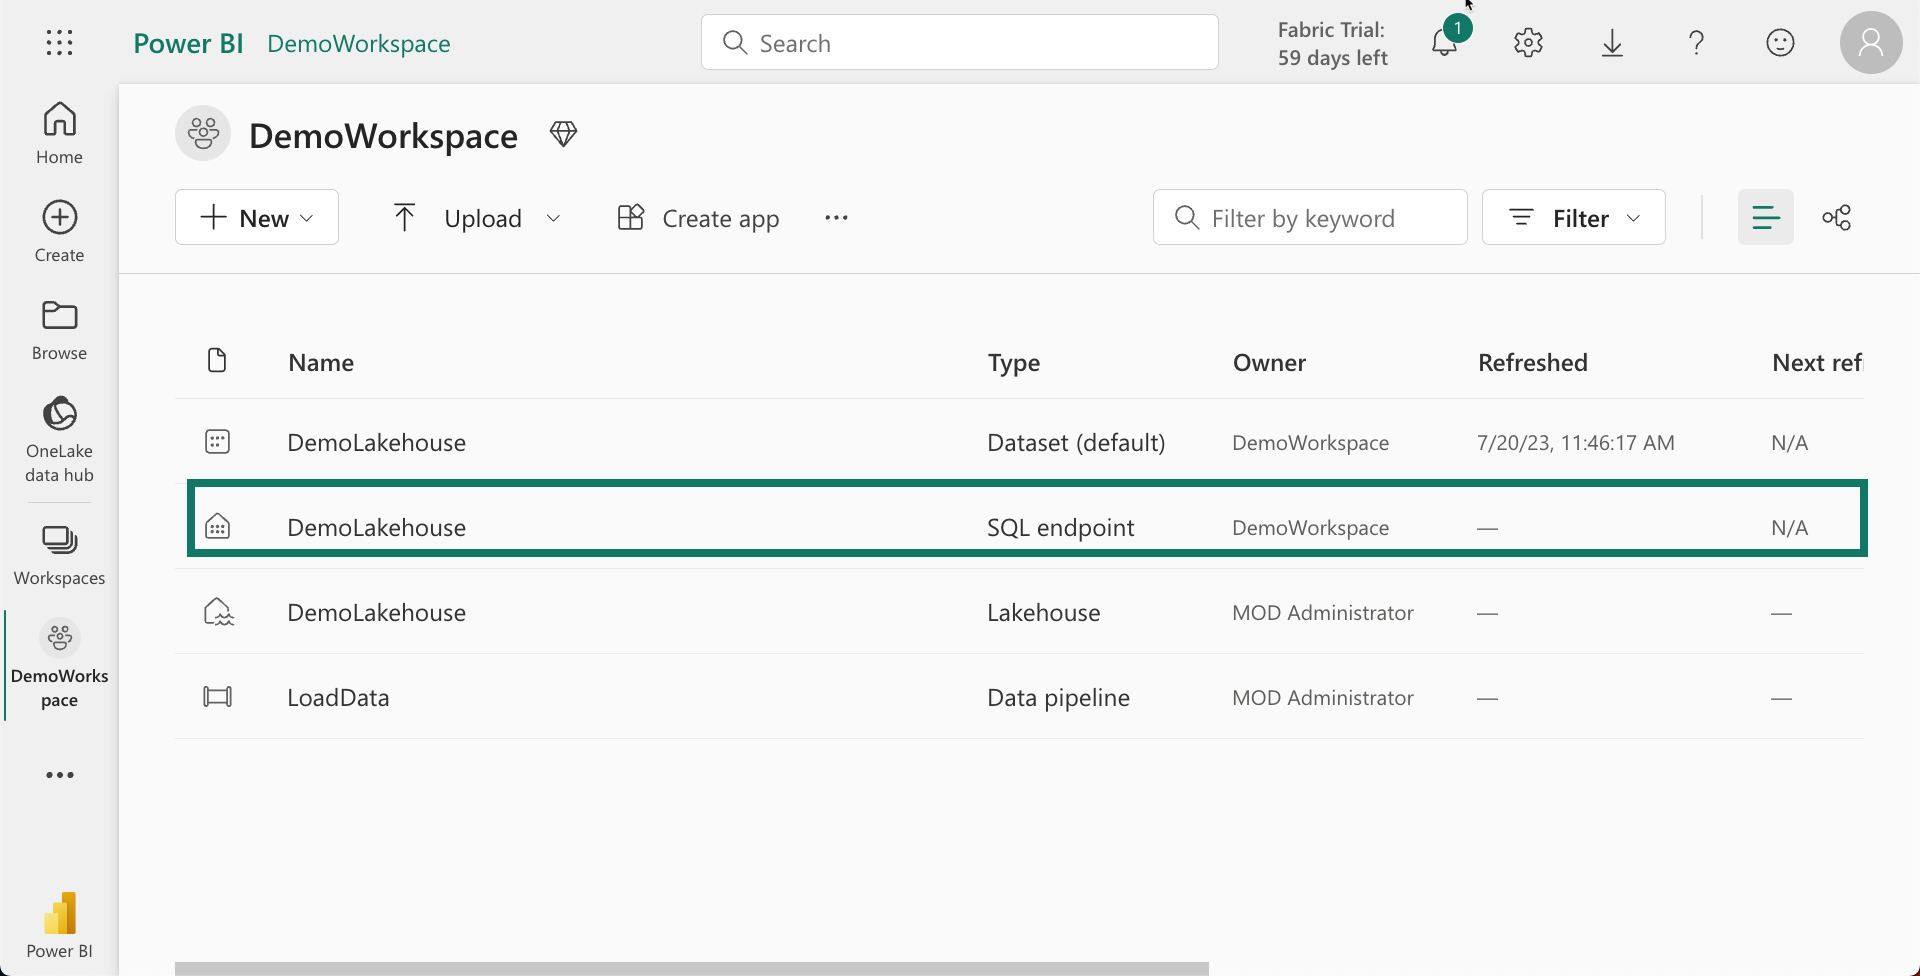 Power BI DemoWorkspace
Search
Fabric Trial:
59 days left
1
Home
Create
Browse
OneLake
data hub
Workspaces
DemoWorks
pace
Power BI
DemoWorkspace
New Upload Create app
Filter by keyword Filter
Name Type Owner Refreshed Next ref
DemoLakehouse Dataset (default) DemoWorkspace 7/20/23, 11:46:17 AM N/A
DemoLakehouse SQL endpoint DemoWorkspace — N/A
DemoLakehouse Lakehouse MOD Administrator — —
LoadData Data pipeline MOD Administrator — —